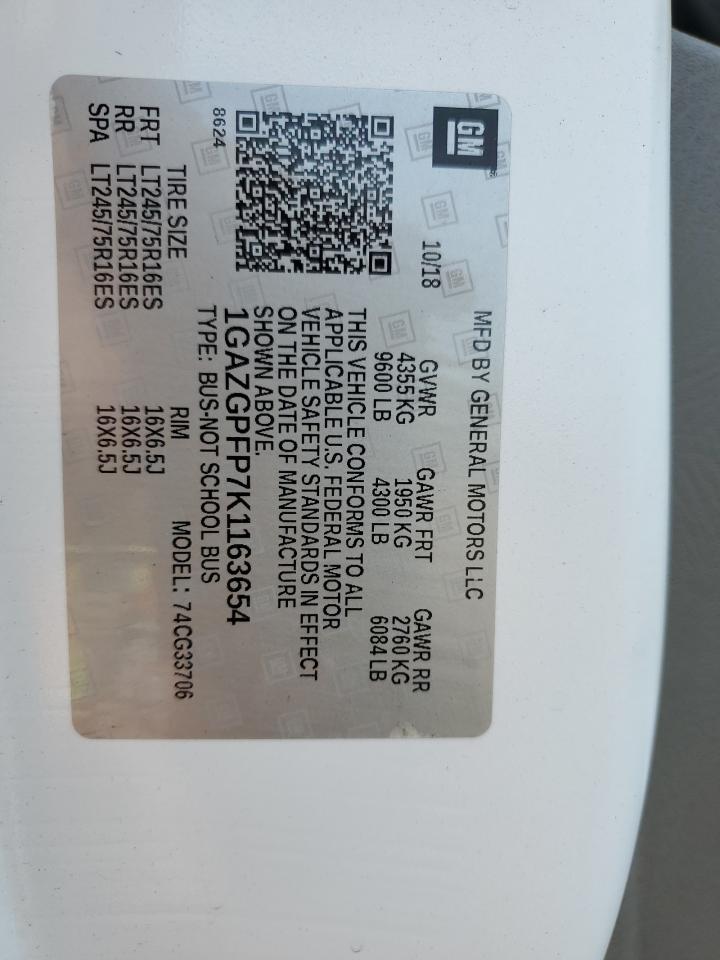 GM
MFD BY GENERAL MOTORS LLC
10/18 GVWR GAWR FRT GAWR RR
4355 KG 1950 KG 2760 KG
9600 LB 4300 LB 6084 LB
THIS VEHICLE CONFORMS TO ALL
APPLICABLE U.S. FEDERAL MOTOR
VEHICLE SAFETY STANDARDS IN EFFECT
ON THE DATE OF MANUFACTURE
SHOWN ABOVE.
1GAZGPFP7K1163654
8624 TYPE: BUS-NOT SCHOOL BUS
MODEL: 74CG33706
TIRE SIZE RIM
FRT LT245/75R16ES 16X6.5J
RR LT245/75R16ES 16X6.5J
SPA LT245/75R16ES 16X6.5J